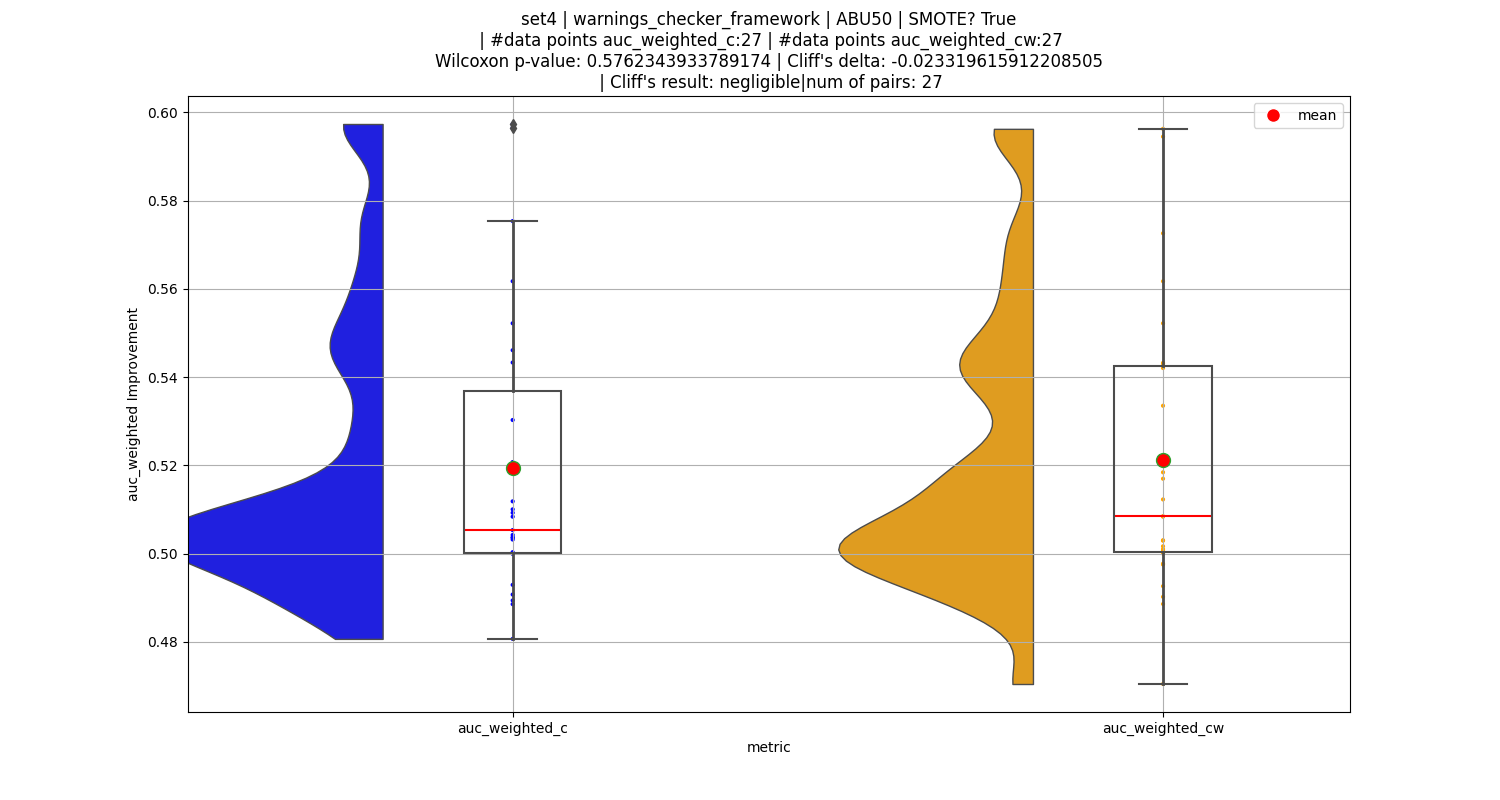 set4 | warnings_checker_framework | ABU50 | SMOTE? True
| #data points auc_weighted_c:27 | #data points auc_weighted_cw:27
Wilcoxon p-value: 0.5762343933789174 | Cliff's delta: -0.023319615912208505
| Cliff's result: negligible|num of pairs: 27
mean
0.60
0.58
0.56
0.54
0.52
0.50
0.48
auc_weighted Improvement
auc_weighted_c
auc_weighted_cw
metric